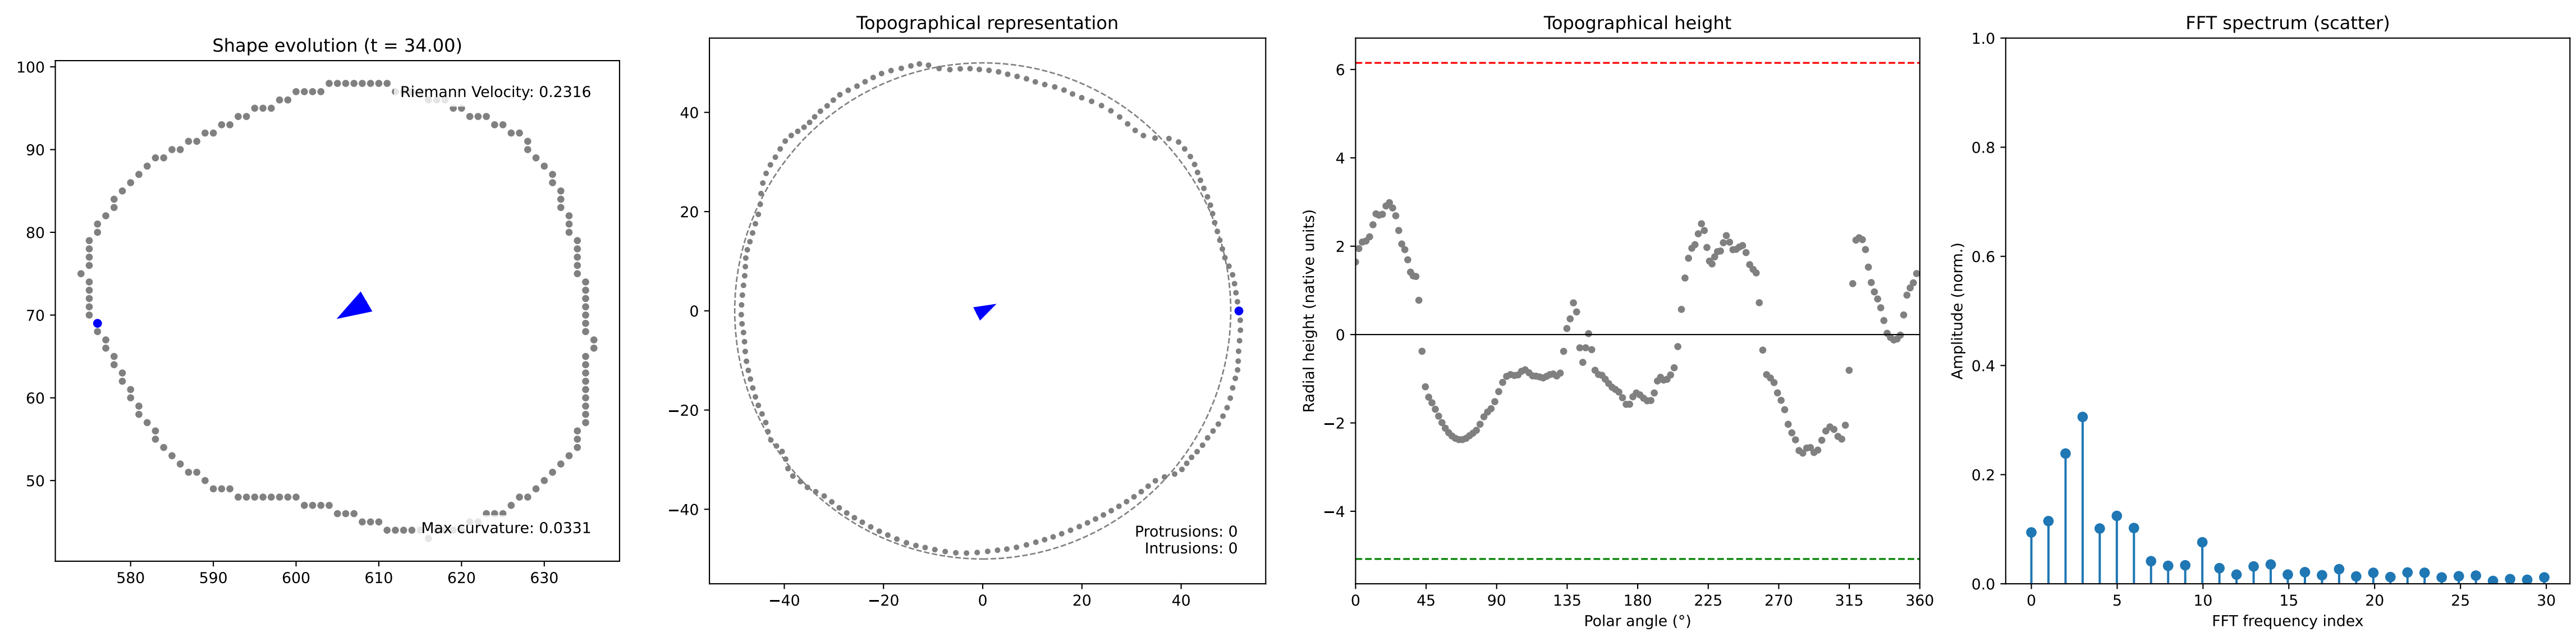 Shape evolution (t = 34.00)
100
90
80
70
60
50
580 590 600 610 620 630
Riemann Velocity: 0.2316
Max curvature: 0.0331
Topographical representation
40
20
0
−20
−40
−40 −20 0 20 40
Protrusions: 0
Intrusions: 0
Topographical height
Radial height (native units)
6
4
2
0
−2
−4
0 45 90 135 180 225 270 315 360
Polar angle (°)
FFT spectrum (scatter)
Amplitude (norm.)
1.0
0.8
0.6
0.4
0.2
0.0
0 5 10 15 20 25 30
FFT frequency index